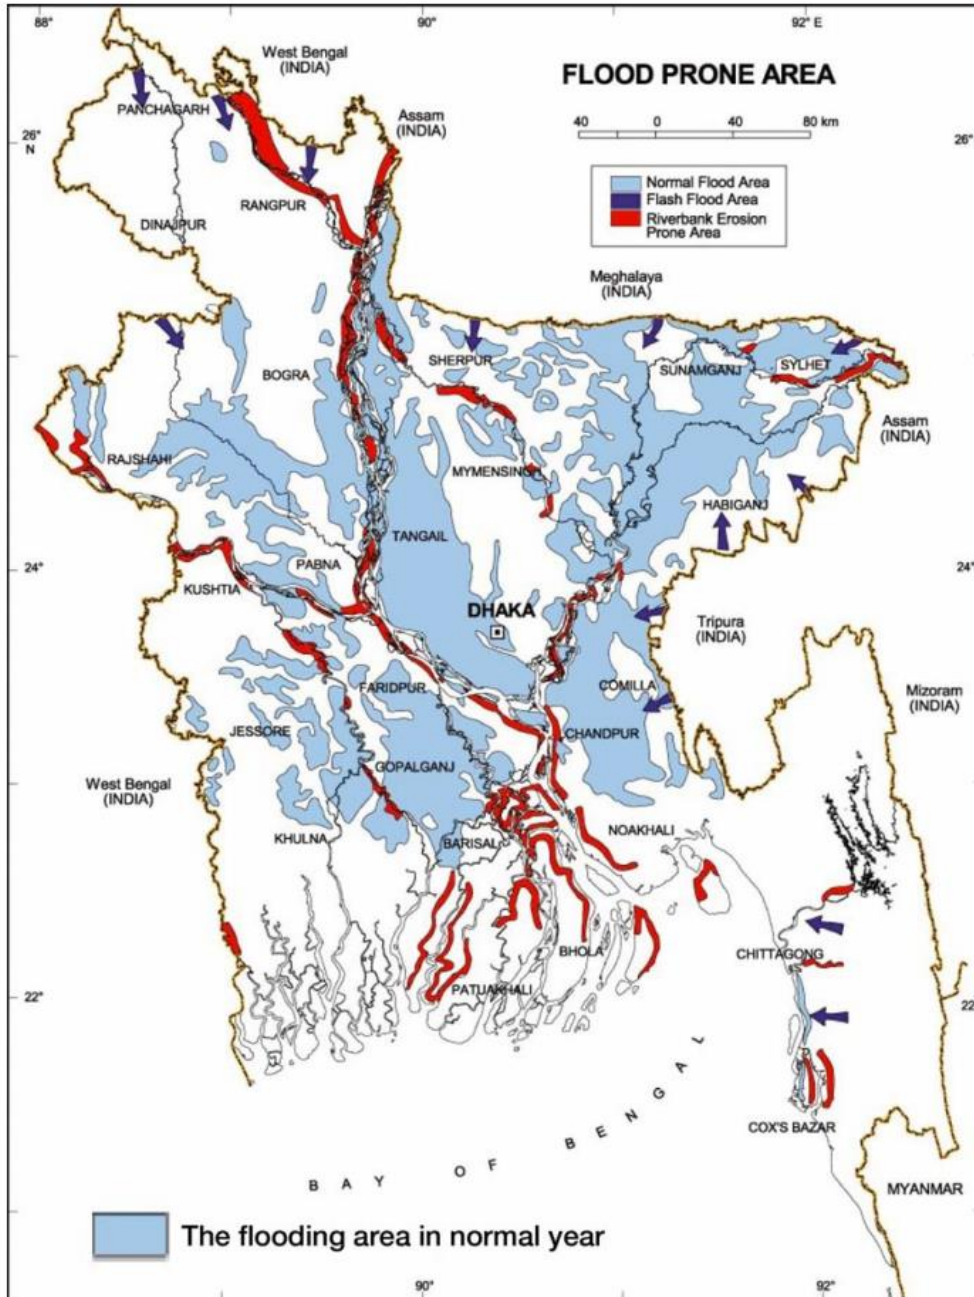 88°
90°
92° E
West Bengal
(INDIA)
FLOOD PRONE AREA
Assam
(INDIA)
PANCHAGARH
40
0
40
80 km
26°
N
26°
Normal Flood Area
Flash Flood Area
Riverbank Erosion
Prone Area
RANGPUR
DINAJPUR
Meghalaya
(INDIA)
SHERPUR
SUNAMGANJ
SYLHET
BOGRA
Assam
(INDIA)
RAJSHAHI
MYMENSINGH
HABIGANJ
TANGAIL
24°
PABNA
24°
KUSHTIA
DHAKA
Tripura
(INDIA)
FARIDPUR
COMILLA
Mizoram
(INDIA)
JESSORE
CHANDPUR
GOPALGANJ
West Bengal
(INDIA)
KHULNA
BARISAL
NOAKHALI
BHOLA
CHITTAGONG
PATUAKHALI
22°
22
BAY OF BENGAL
COX'S BAZAR
MYANMAR
The flooding area in normal year
90°
92°